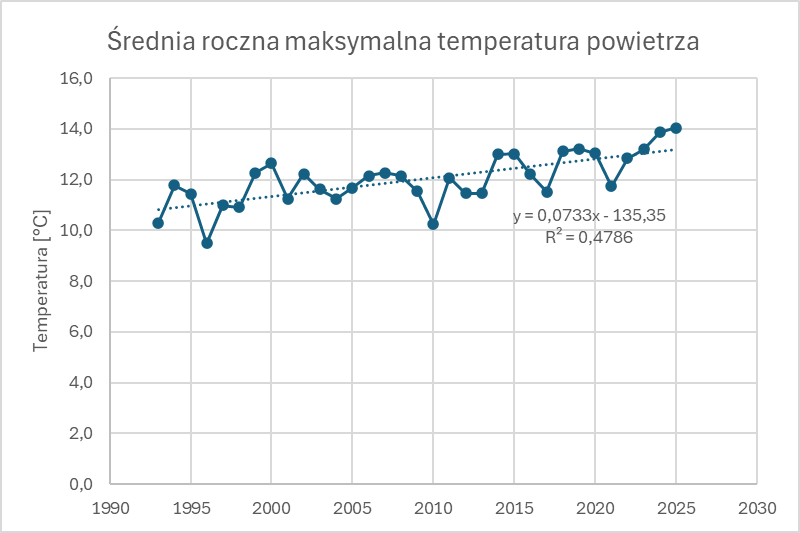 Średnia roczna maksymalna temperatura powietrza
16,0
14,0
12,0
10,0
8,0
6,0
4,0
2,0
0,0
Temperatura [°C]
y = 0,0733x - 135,35
R² = 0,4786
1990 1995 2000 2005 2010 2015 2020 2025 2030